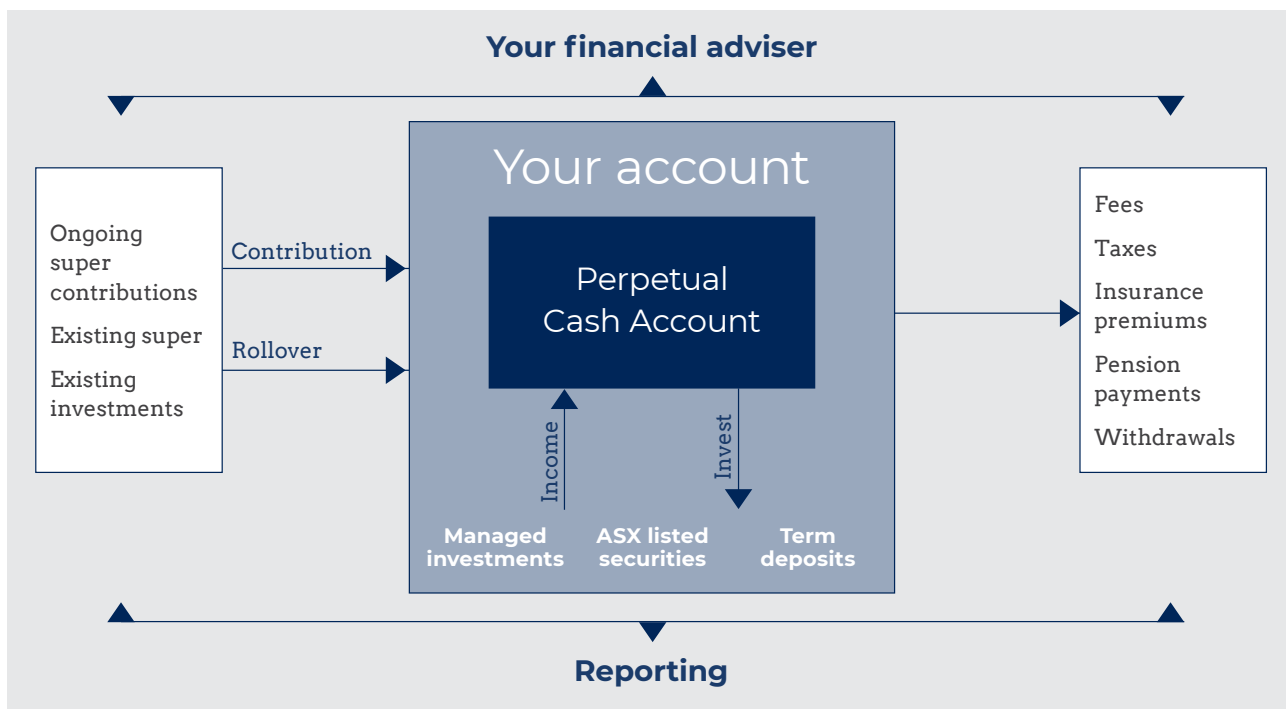 Your financial adviser
Your account
Ongoing
super
contributions
Existing super
Existing
investments
Contribution
Rollover
Perpetual
Cash Account
Income
Invest
Managed
investments
ASX listed
securities
Term
deposits
Fees
Taxes
Insurance
premiums
Pension
payments
Withdrawals
Reporting